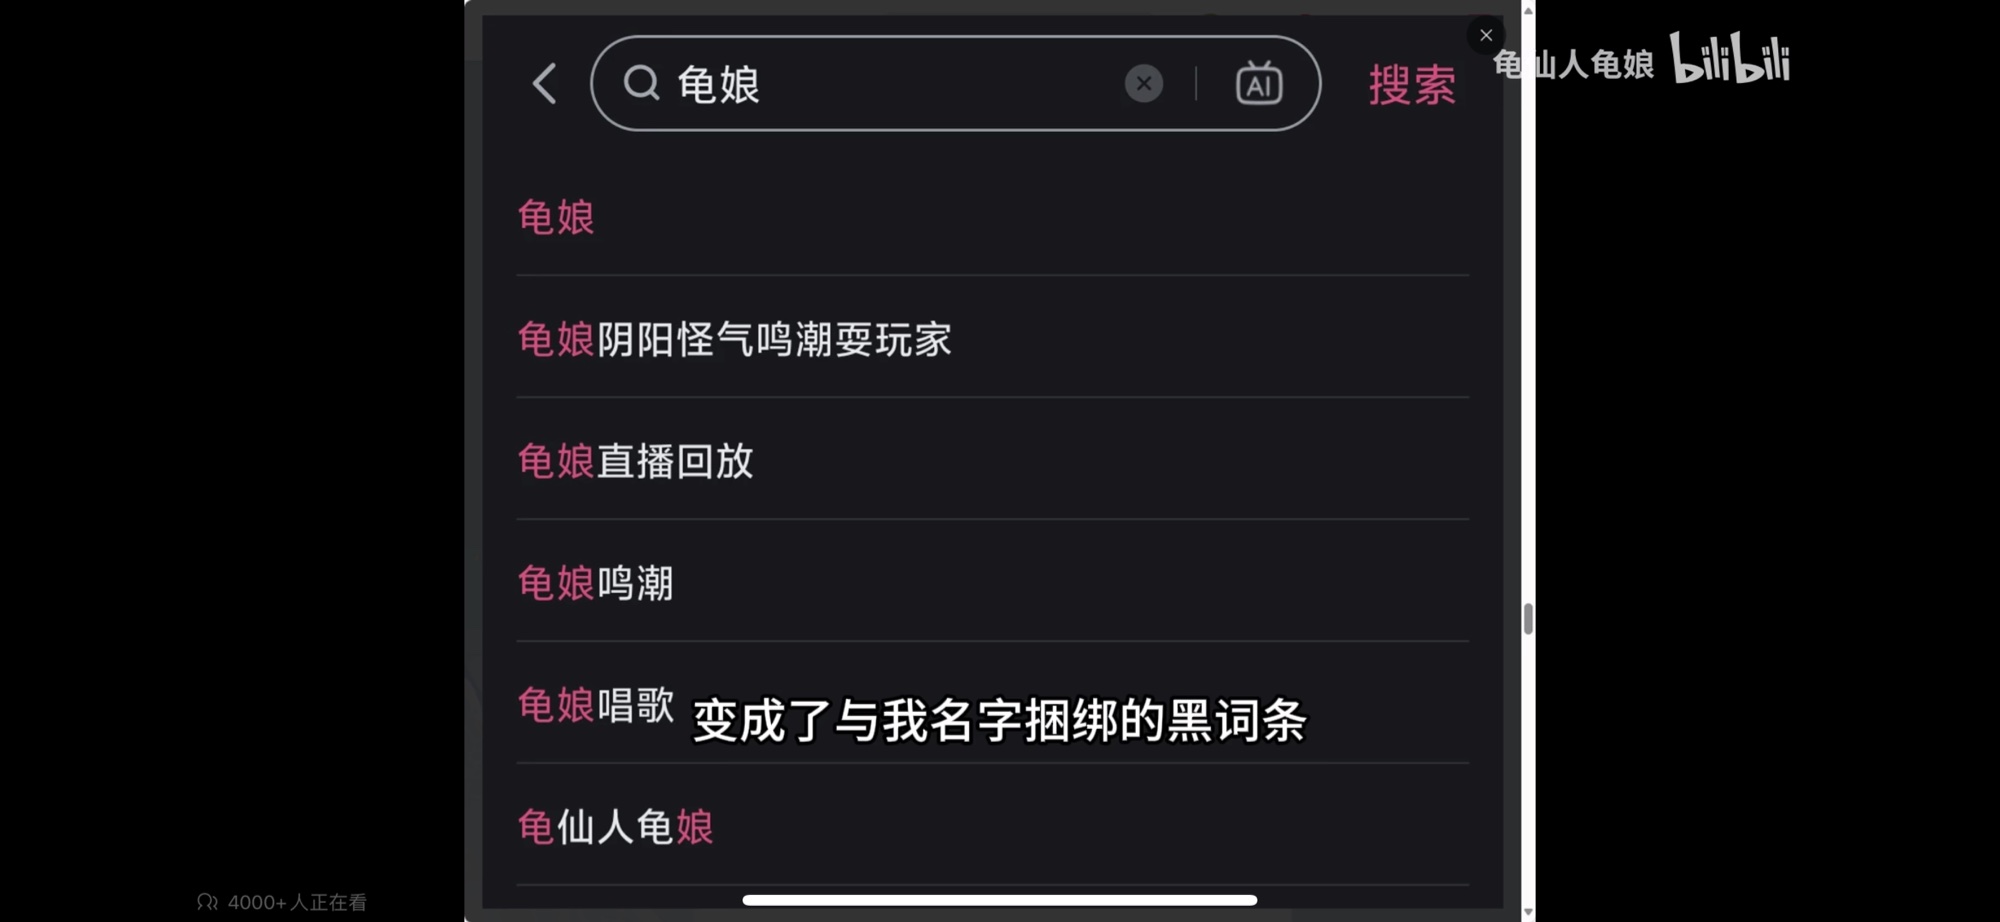 龟娘
AI
搜索
龟仙人龟娘 bilibili
龟娘
龟娘阴阳怪气鸣潮耍玩家
龟娘直播回放
龟娘鸣潮
龟娘唱歌
变成了与我名字捆绑的黑词条
龟仙人龟娘
4000+人正在看